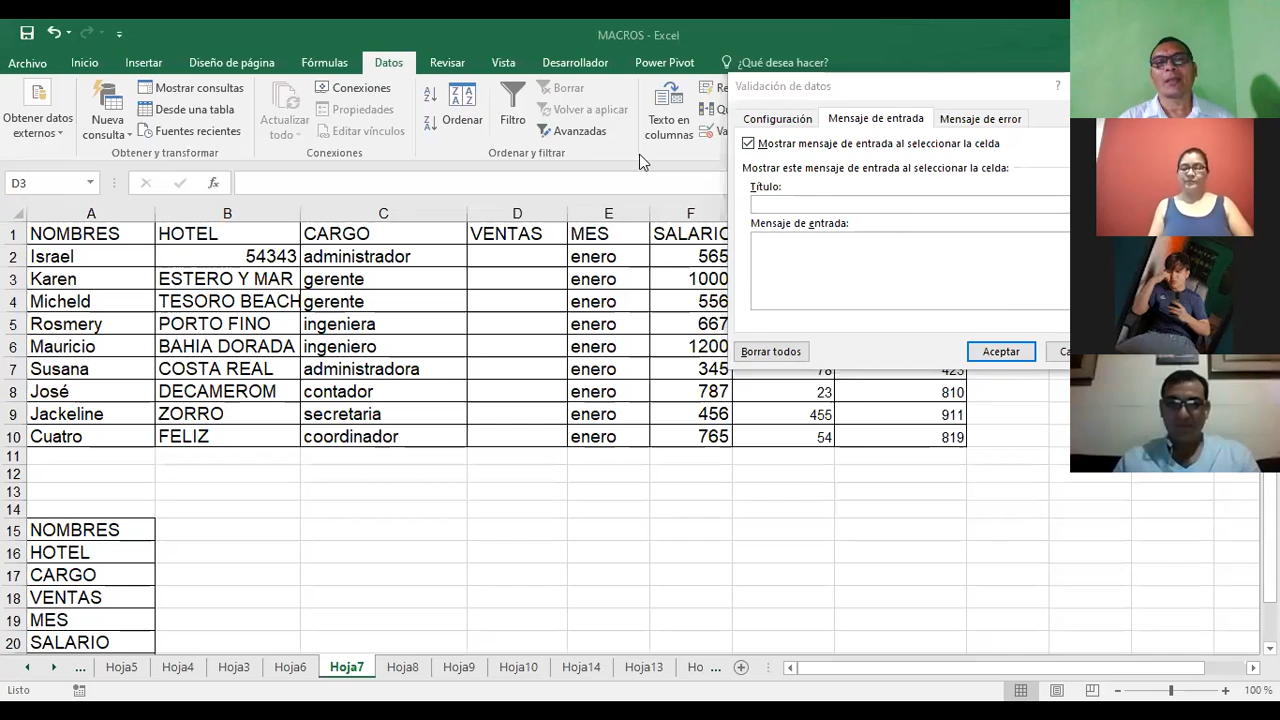 MACROS - Excel
Archivo Inicio Insertar Diseño de página Fórmulas Datos Revisar Vista Desarrollador Power Pivot ¿Qué desea hacer?
Obtener datos externos
Nueva consulta
Mostrar consultas
Desde una tabla
Fuentes recientes
Obtener y transformar
Actualizar todo
Conexiones
Propiedades
Editar vínculos
Conexiones
Ordenar
Filtro
Borrar
Volver a aplicar
Avanzadas
Ordenar y filtrar
Texto en columnas
Validación de datos ?
Configuración Mensaje de entrada Mensaje de error
Mostrar mensaje de entrada al seleccionar la celda
Mostrar este mensaje de entrada al seleccionar la celda:
Título:
Mensaje de entrada:
Borrar todos Aceptar
D3 fx
A B C D E F
1 NOMBRES HOTEL CARGO VENTAS MES SALARIO
2 Israel 54343 administrador enero 565
3 Karen ESTERO Y MAR gerente enero 1000
4 Micheld TESORO BEACH gerente enero 556
5 Rosmery PORTO FINO ingeniera enero 667
6 Mauricio BAHIA DORADA ingeniero enero 1200
7 Susana COSTA REAL administradora enero 345 78 423
8 José DECAMEROM contador enero 787 23 810
9 Jackeline ZORRO secretaria enero 456 455 911
10 Cuatro FELIZ coordinador enero 765 54 819
11
12
13
14
15 NOMBRES
16 HOTEL
17 CARGO
18 VENTAS
19 MES
20 SALARIO
... Hoja5 Hoja4 Hoja3 Hoja6 Hoja7 Hoja8 Hoja9 Hoja10 Hoja14 Hoja13 Ho ...
Listo 100 %